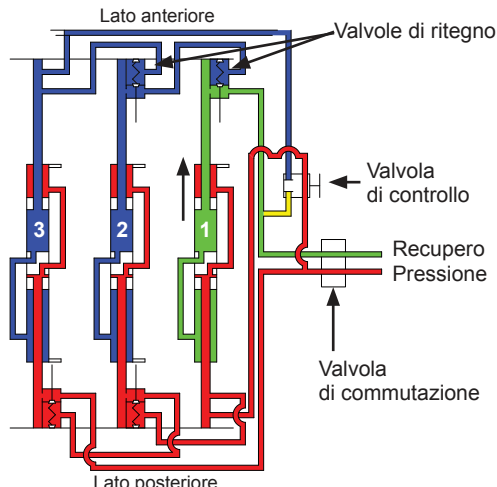 Lato anteriore
Valvole di ritegno
Valvola
di controllo
3
2
1
Recupero
Pressione
Valvola
di commutazione
Lato posteriore